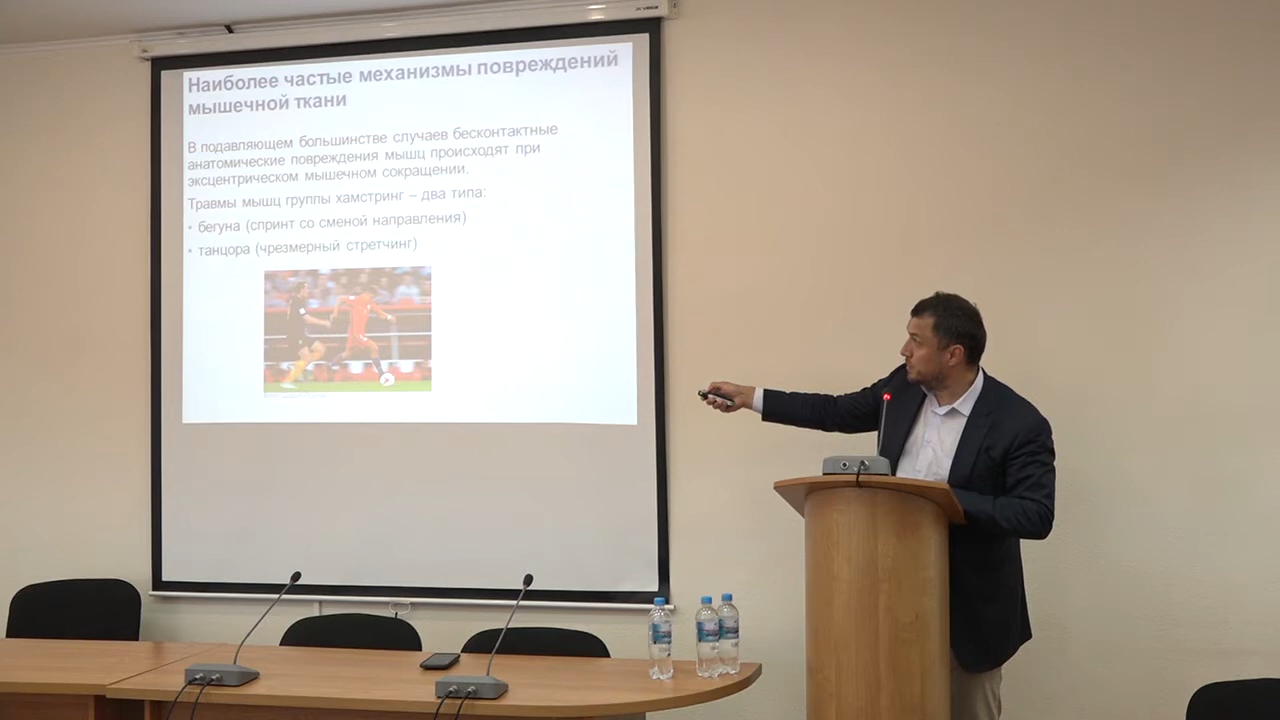 Наиболее частые механизмы повреждений
мышечной ткани
В подавляющем большинстве случаев бесконтактные
анатомические повреждения мышц происходят при
эксцентрическом мышечном сокращении.
Травмы мышц группы хамстринг – два типа:
• бегуна (спринт со сменой направления)
• танцора (чрезмерный стретчинг)